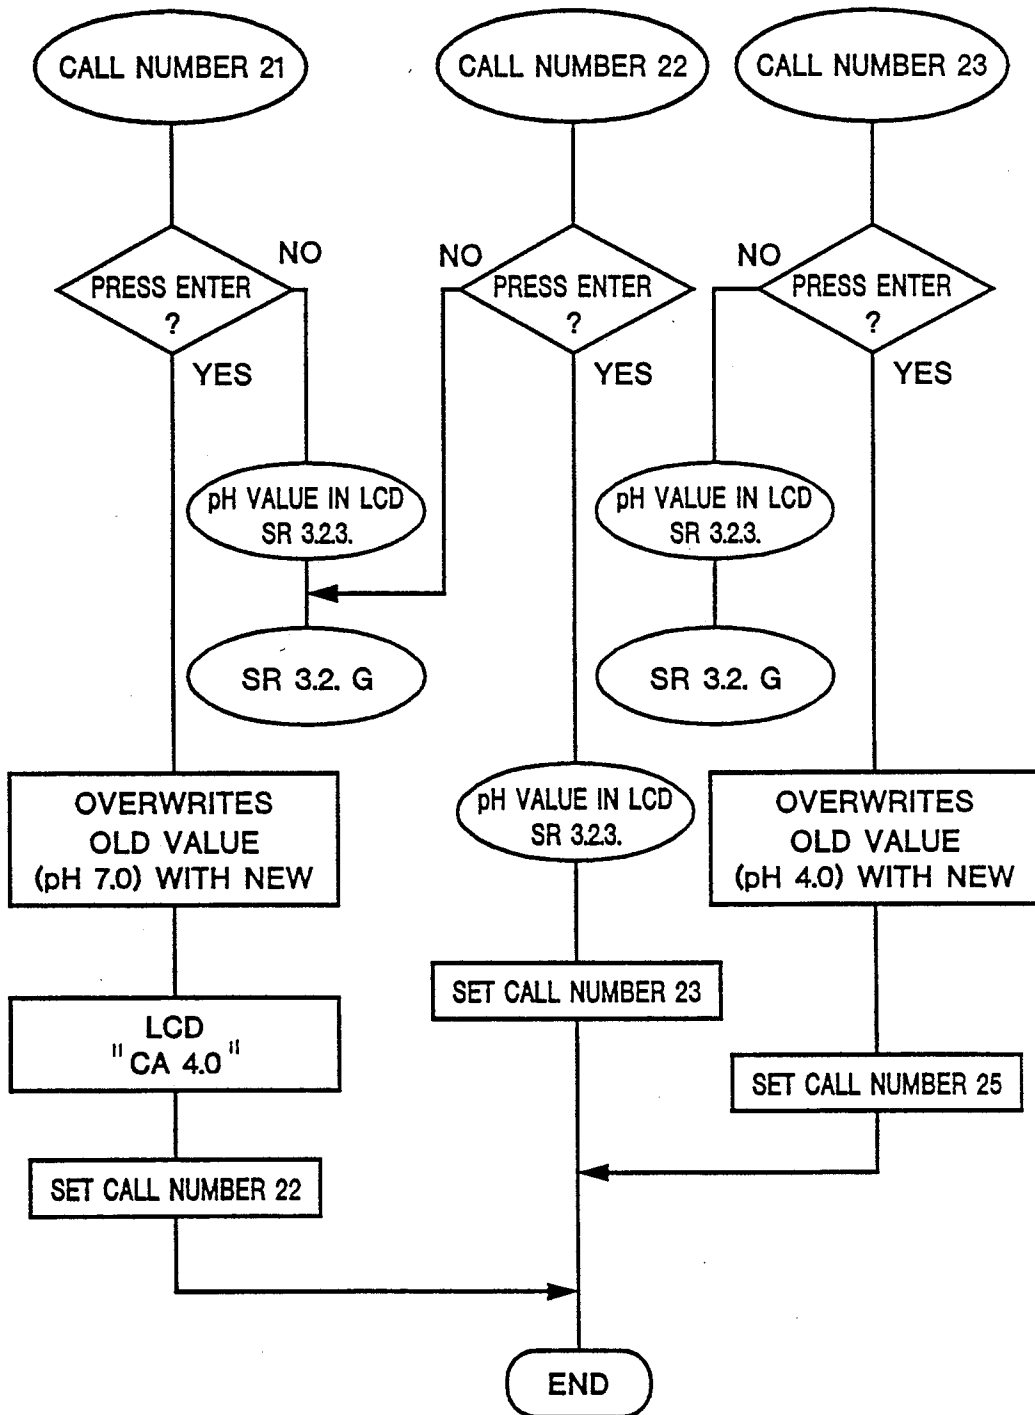 CALL NUMBER 21
CALL NUMBER 22
CALL NUMBER 23
NO
NO
NO
PRESS ENTER
?
PRESS ENTER
?
PRESS ENTER
?
YES
YES
YES
pH VALUE IN LCD
SR 3.2.3.
pH VALUE IN LCD
SR 3.2.3.
SR 3.2. G
SR 3.2. G
OVERWRITES
OLD VALUE
(pH 7.0) WITH NEW
pH VALUE IN LCD
SR 3.2.3.
OVERWRITES
OLD VALUE
(pH 4.0) WITH NEW
SET CALL NUMBER 23
LCD
"CA 4.0"
SET CALL NUMBER 25
SET CALL NUMBER 22
END